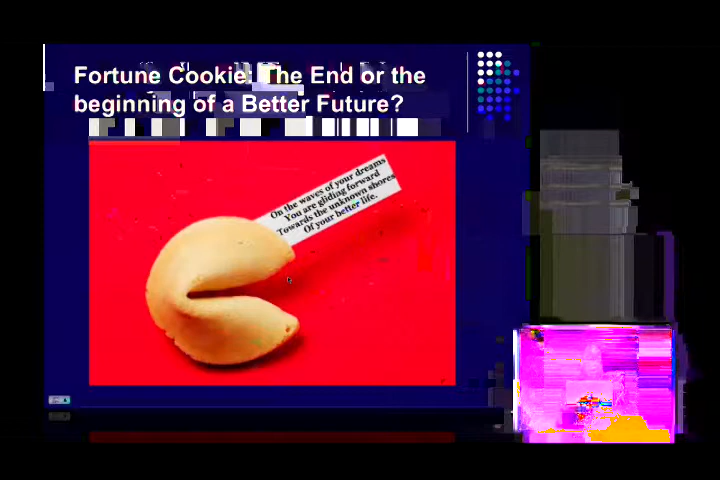 Fortune Cookie: The End or the
beginning of a Better Future?
On the waves of your dreams
You are gliding forward
Towards the unknown shores
Of your better life.